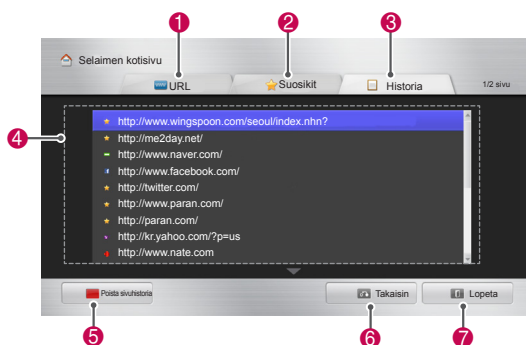 1 2 3
Selaimen kotisivu
URL Suosikit Historia 1/2 sivu
4
http://www.wingspoon.com/seoul/index.nhn?
http://me2day.net/
http://www.naver.com/
http://www.facebook.com/
http://twitter.com/
http://www.paran.com/
http://paran.com/
http://kr.yahoo.com/?p=us
http://www.nate.com
Poista sivuhistoria Takaisin Lopeta
5 6 7